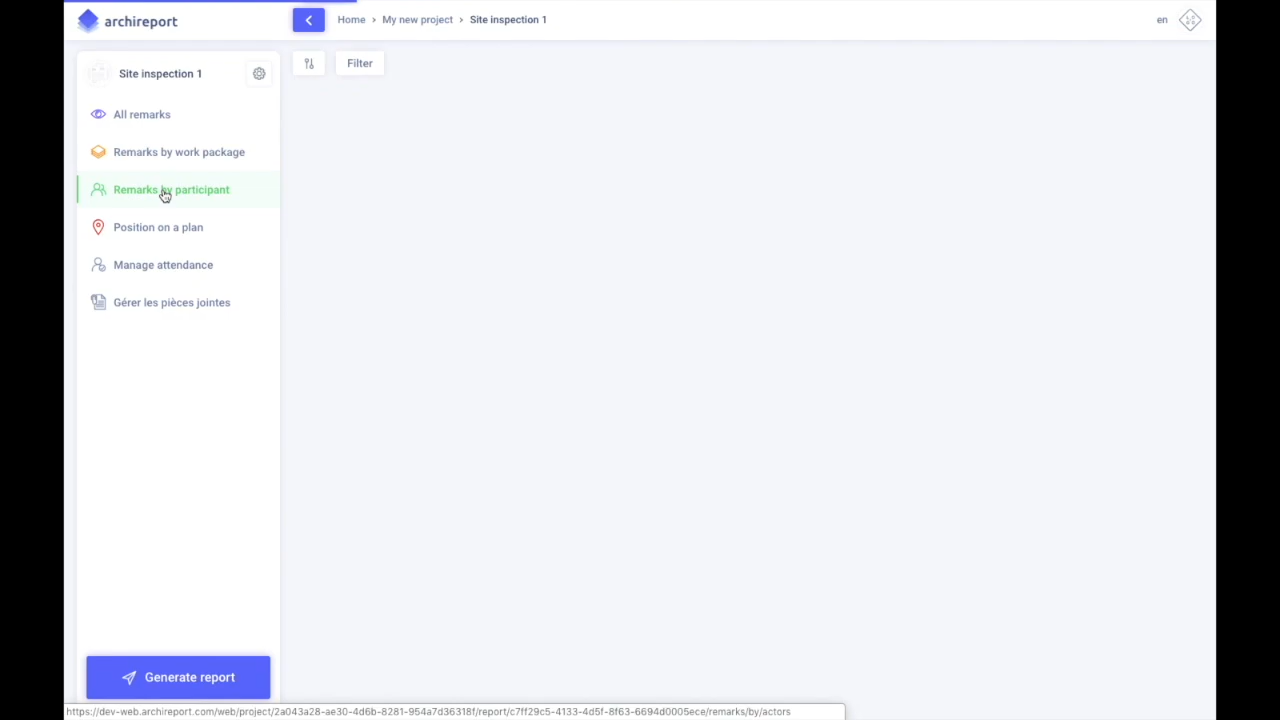 archireport
Home › My new project › Site inspection 1
en
Site inspection 1
Filter
All remarks
Remarks by work package
Remarks by participant
Position on a plan
Manage attendance
Gérer les pièces jointes
Generate report
https://dev-web.archireport.com/web/project/2a043a28-ae30-4d6b-8281-954a7d36318f/report/c7ff29c5-4133-4d5f-8f63-6694d0005ece/remarks/by/actors